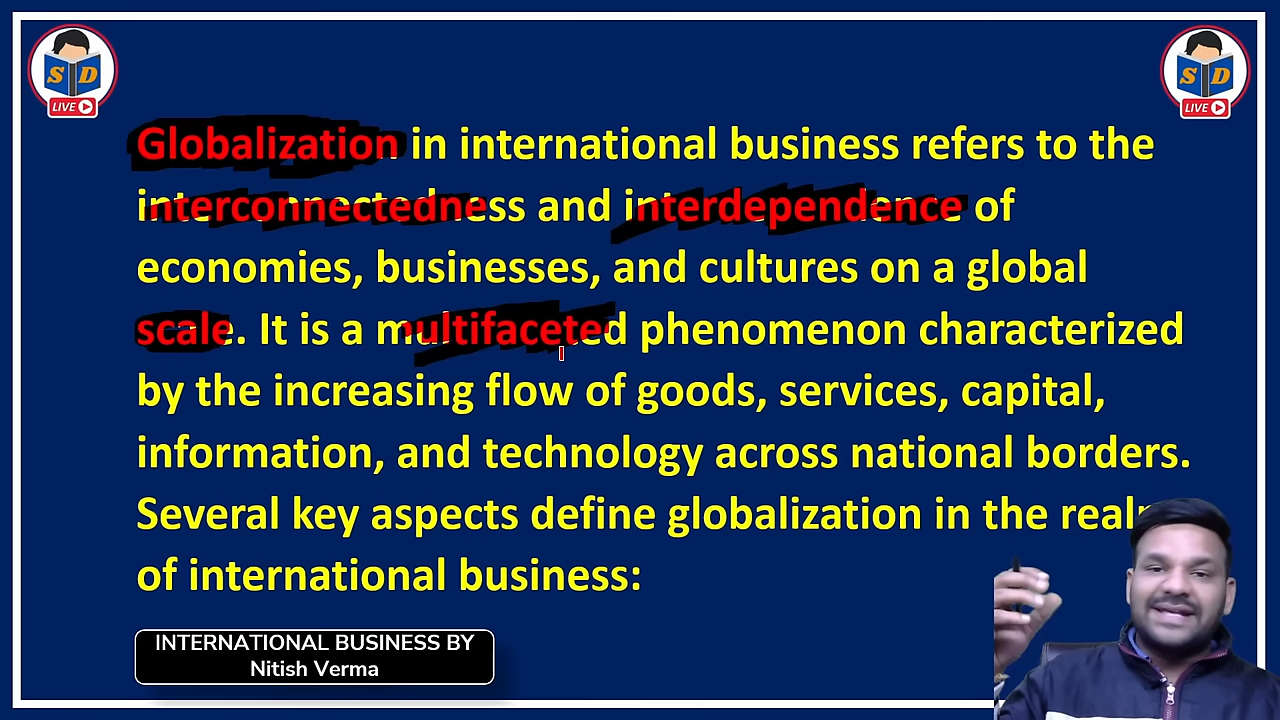 S D
LIVE
S D
LIVE
Globalization in international business refers to the
interconnectedness and interdependence of
economies, businesses, and cultures on a global
scale. It is a multifaceted phenomenon characterized
by the increasing flow of goods, services, capital,
information, and technology across national borders.
Several key aspects define globalization in the
of international business:
INTERNATIONAL BUSINESS BY
Nitish Verma